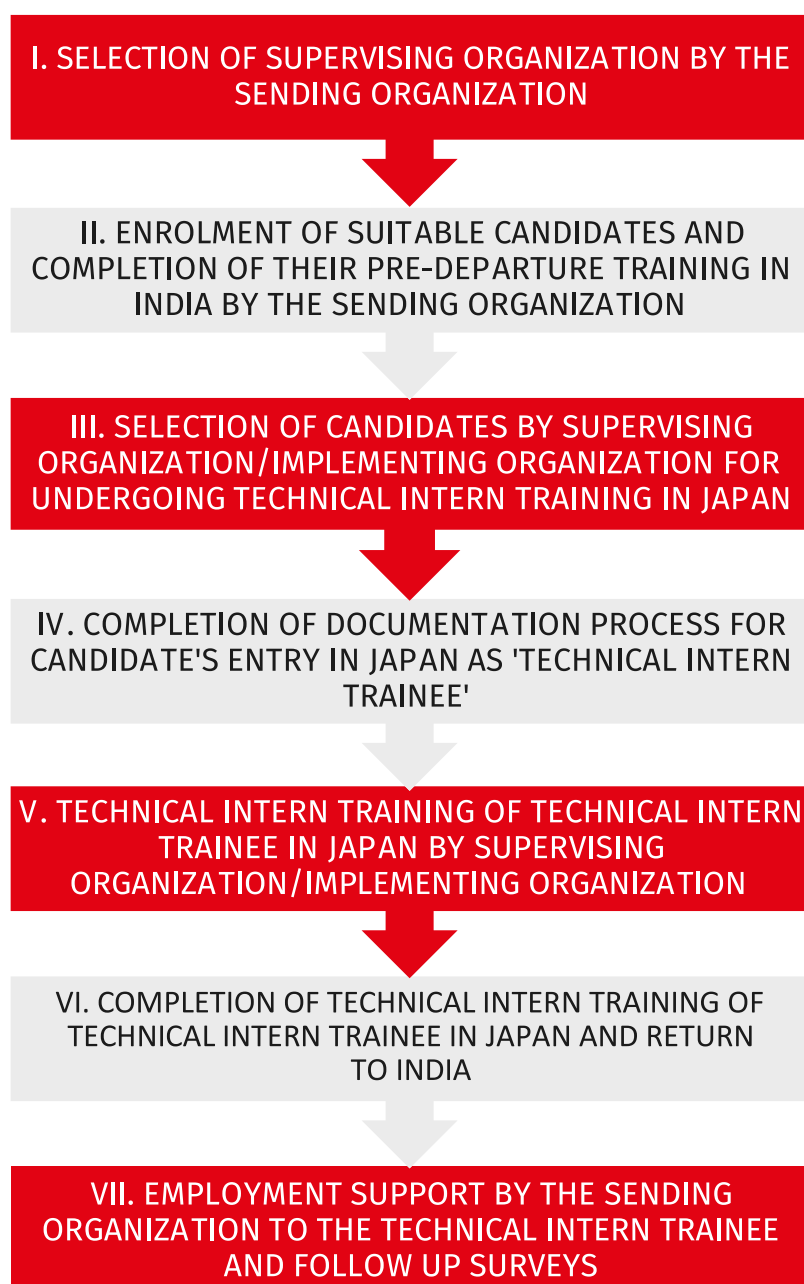 I. SELECTION OF SUPERVISING ORGANIZATION BY THE
SENDING ORGANIZATION
II. ENROLMENT OF SUITABLE CANDIDATES AND
COMPLETION OF THEIR PRE-DEPARTURE TRAINING IN
INDIA BY THE SENDING ORGANIZATION
III. SELECTION OF CANDIDATES BY SUPERVISING
ORGANIZATION/IMPLEMENTING ORGANIZATION FOR
UNDERGOING TECHNICAL INTERN TRAINING IN JAPAN
IV. COMPLETION OF DOCUMENTATION PROCESS FOR
CANDIDATE'S ENTRY IN JAPAN AS 'TECHNICAL INTERN
TRAINEE'
V. TECHNICAL INTERN TRAINING OF TECHNICAL INTERN
TRAINEE IN JAPAN BY SUPERVISING
ORGANIZATION/IMPLEMENTING ORGANIZATION
VI. COMPLETION OF TECHNICAL INTERN TRAINING OF
TECHNICAL INTERN TRAINEE IN JAPAN AND RETURN
TO INDIA
VII. EMPLOYMENT SUPPORT BY THE SENDING
ORGANIZATION TO THE TECHNICAL INTERN TRAINEE
AND FOLLOW UP SURVEYS